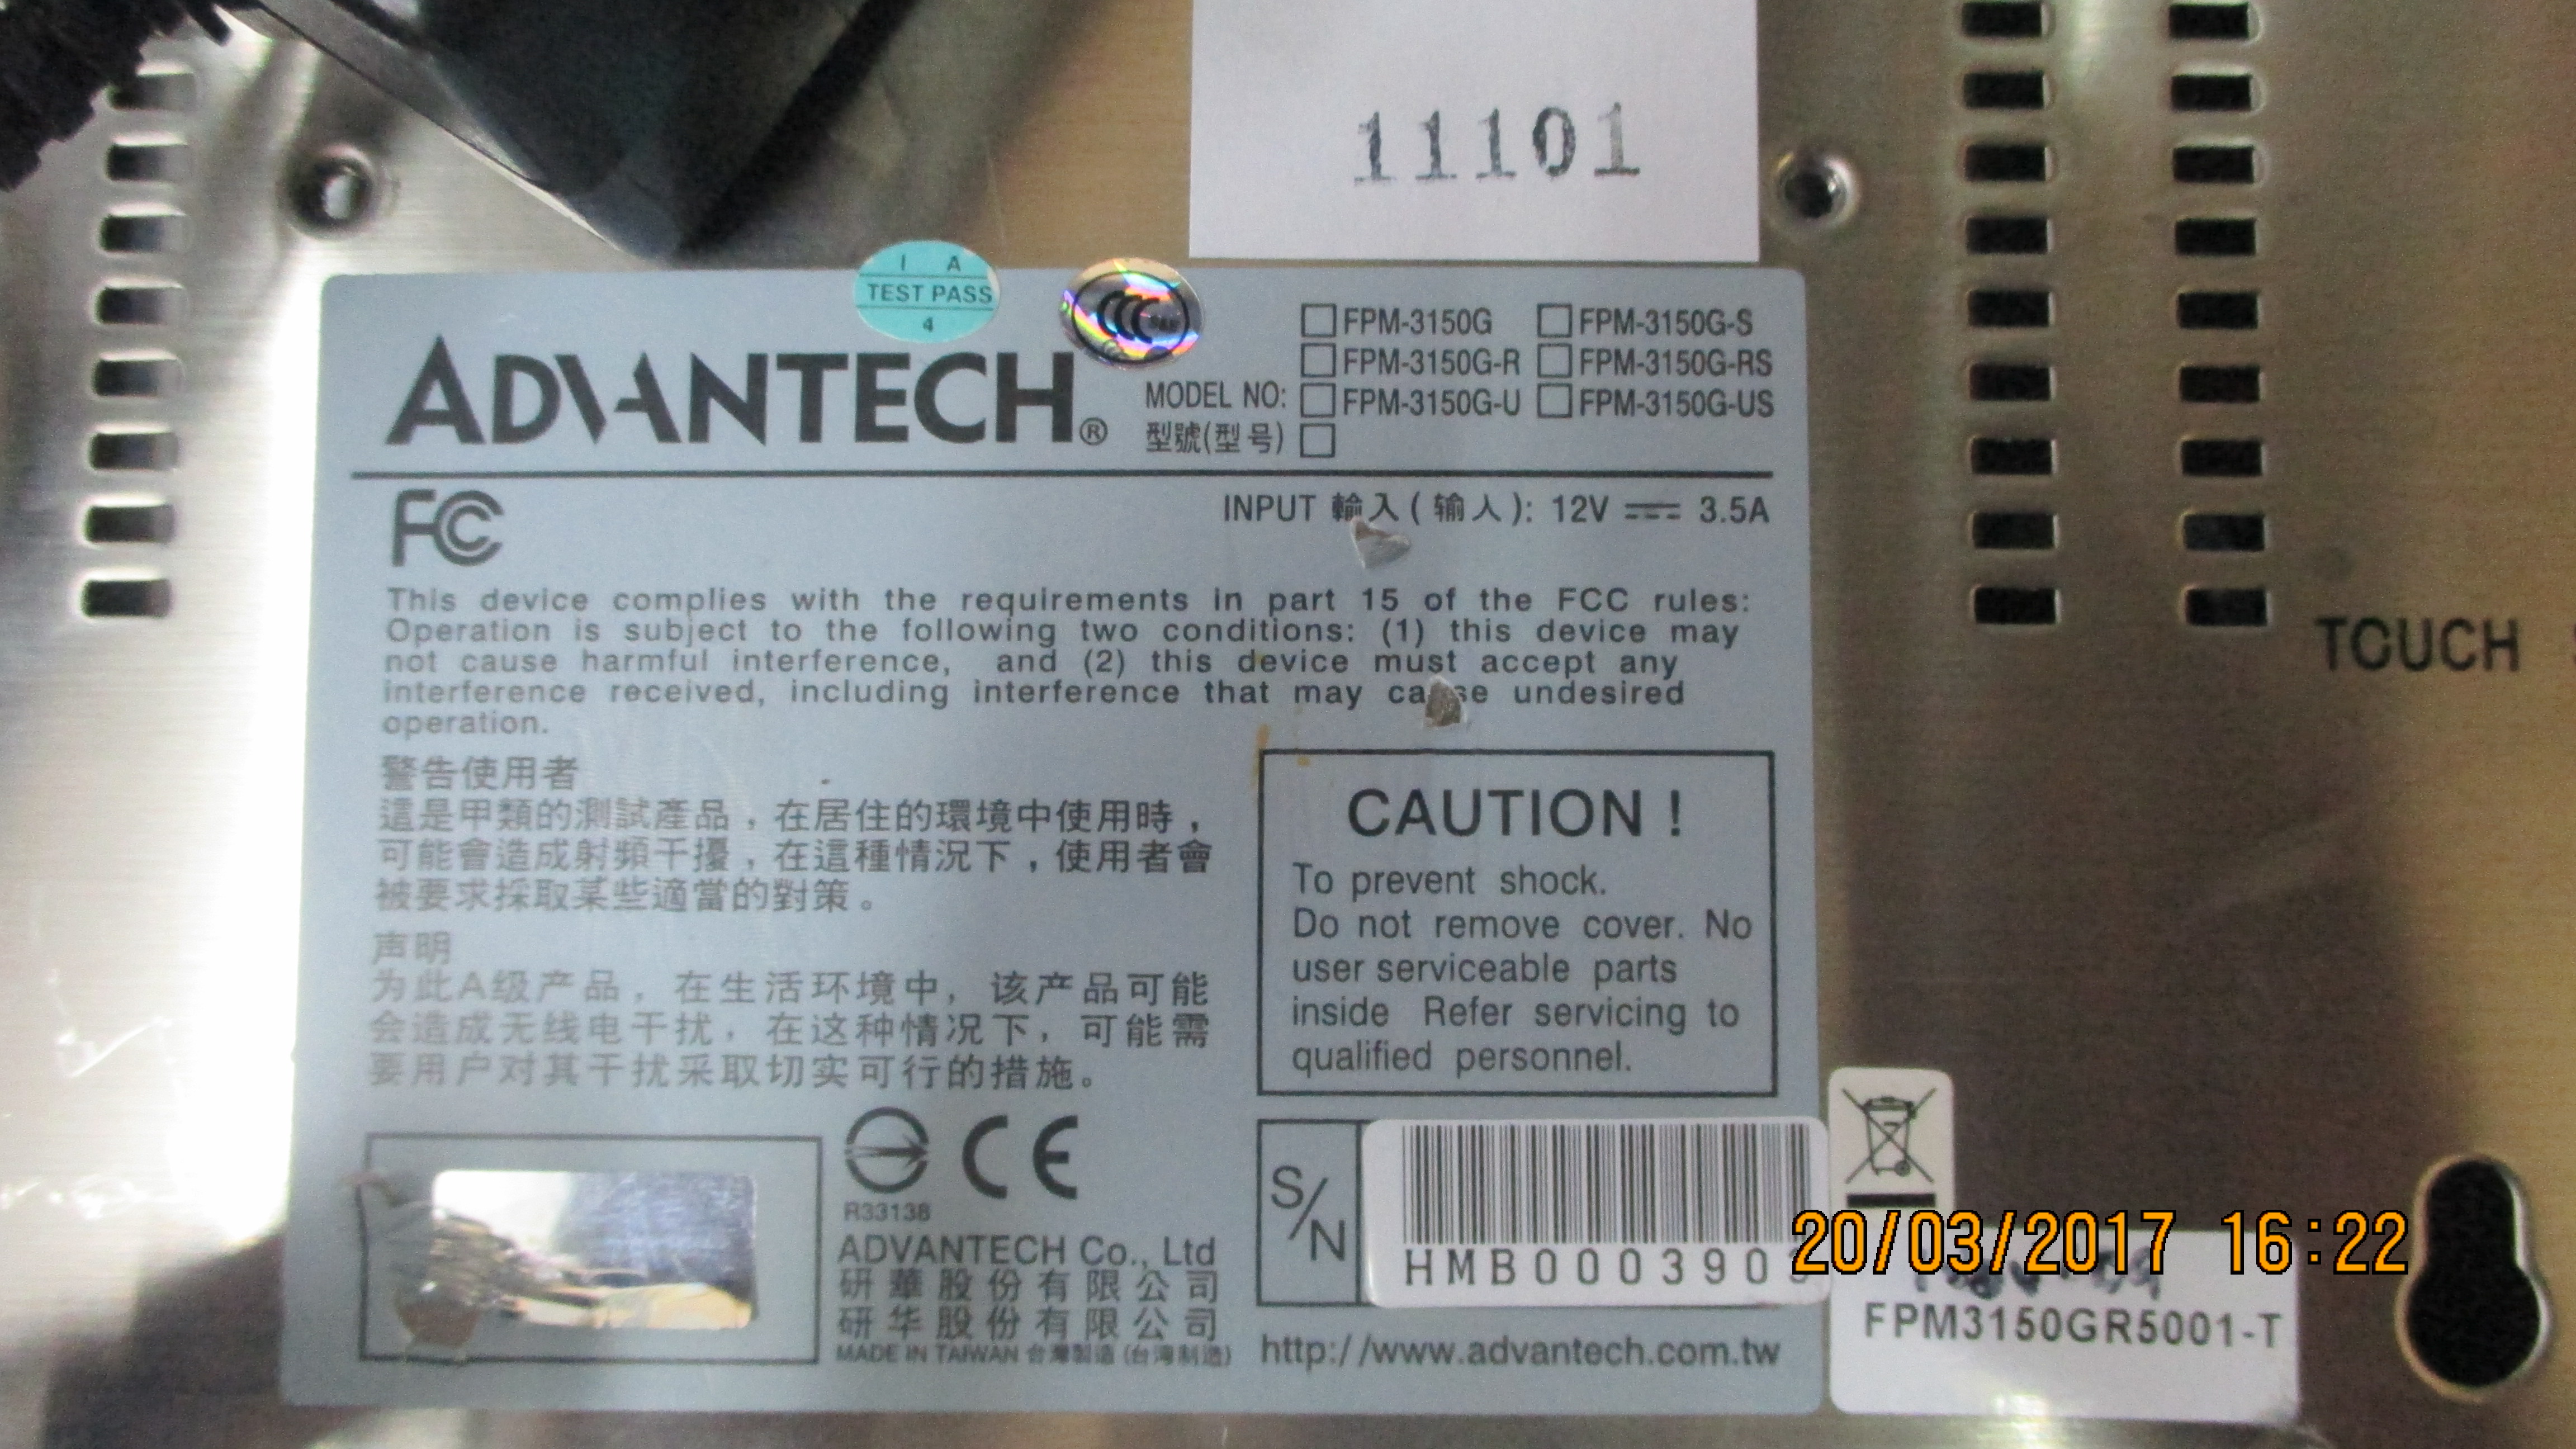 11101
I A
TEST PASS
4
ADVANTECH®
MODEL NO:
型號(型号)
□FPM-3150G □FPM-3150G-S
□FPM-3150G-R □FPM-3150G-RS
□FPM-3150G-U □FPM-3150G-US
□
FC
INPUT 輸入(输人): 12V ⎓ 3.5A
This device complies with the requirements in part 15 of the FCC rules:
Operation is subject to the following two conditions: (1) this device may
not cause harmful interference, and (2) this device must accept any
interference received, including interference that may cause undesired
operation.
TOUCH
警告使用者
這是甲類的測試產品，在居住的環境中使用時，
可能會造成射頻干擾，在這種情況下，使用者會
被要求採取某些適當的對策。
声明
为此A级产品，在生活环境中，该产品可能
会造成无线电干扰，在这种情况下，可能需
要用户对其干扰采取切实可行的措施。
CAUTION !
To prevent shock.
Do not remove cover. No
user serviceable parts
inside Refer servicing to
qualified personnel.
CE
R33138
ADVANTECH Co., Ltd
研華股份有限公司
研华股份有限公司
MADE IN TAIWAN 台灣製造 (台湾制造)
S/N
HMB0003903
http://www.advantech.com.tw
20/03/2017 16:22
FPM3150GR5001-T